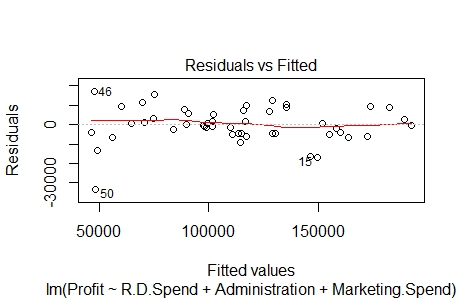 Residuals vs Fitted
Residuals
0
-30000
46
15
50
50000
100000
150000
Fitted values
lm(Profit ~ R.D.Spend + Administration + Marketing.Spend)